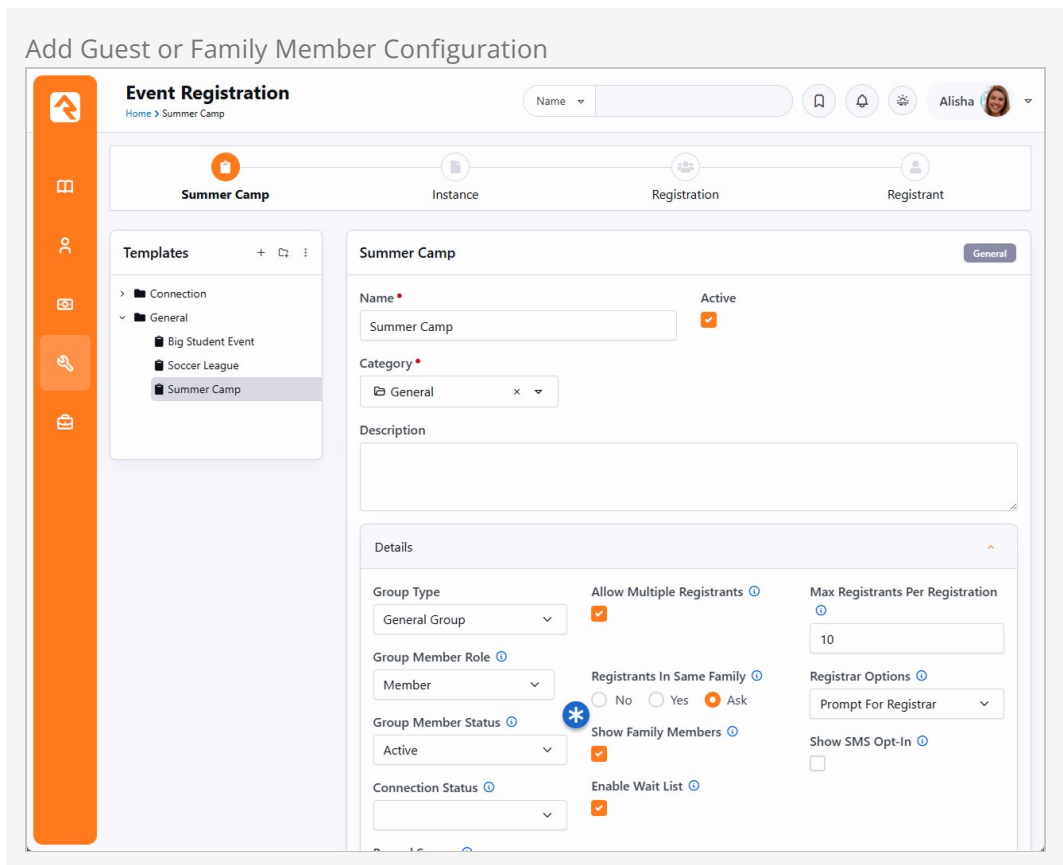 Add Guest or Family Member Configuration
Event Registration
Home > Summer Camp
Name
Alisha
Summer Camp
Instance
Registration
Registrant
Templates
Connection
General
Big Student Event
Soccer League
Summer Camp
Summer Camp
General
Name
Active
Summer Camp
Category
General
Description
Details
Group Type
General Group
Allow Multiple Registrants
Max Registrants Per Registration
10
Group Member Role
Member
Registrants In Same Family
No Yes Ask
Registrar Options
Prompt For Registrar
Group Member Status
Active
Show Family Members
Show SMS Opt-In
Connection Status
Enable Wait List